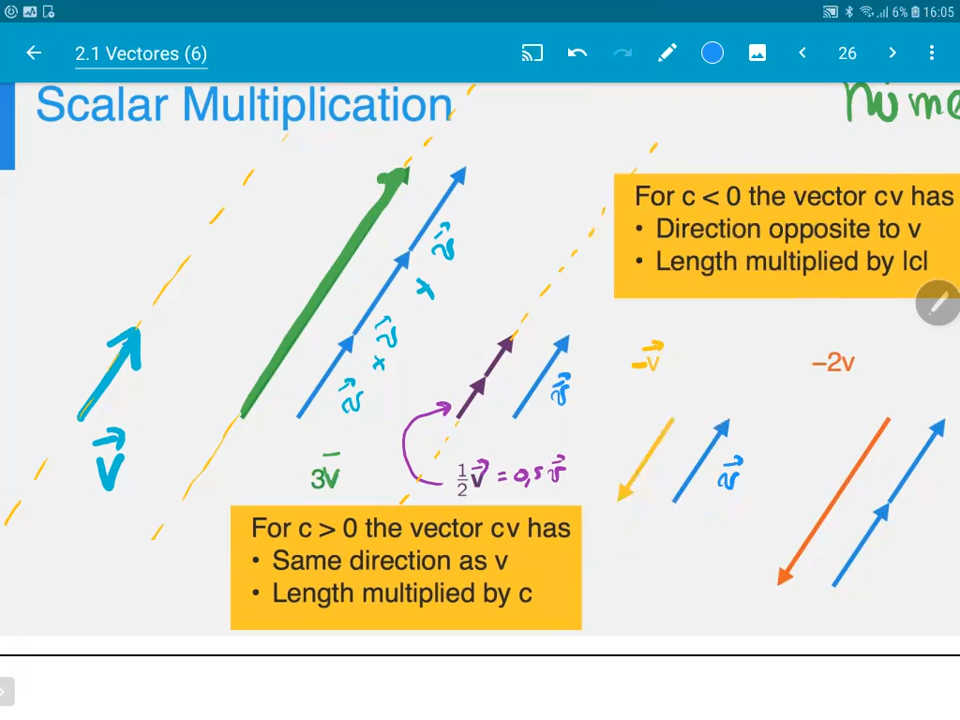 6% 16:05
2.1 Vectores (6)
26
Scalar Multiplication
For c < 0 the vector cv has
• Direction opposite to v
• Length multiplied by |c|
v
+
v
+
v
v
v
3v
1/2 v = 0,5 v
-v
v
-2v
For c > 0 the vector cv has
• Same direction as v
• Length multiplied by c